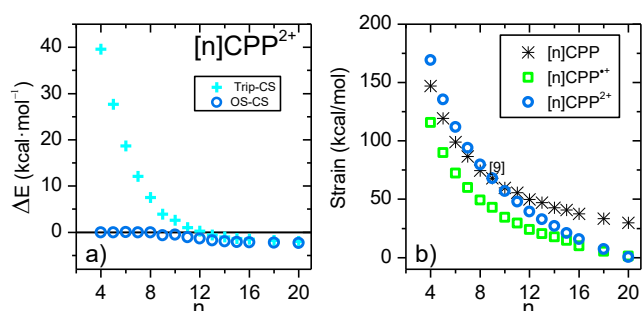 [n]CPP²⁺
Trip-CS
OS-CS
ΔE (kcal·mol⁻¹)
40
30
20
10
0
-10
a)
4 8 12 16 20
n
[n]CPP
[n]CPP•⁺
[n]CPP²⁺
[9]
Strain (kcal/mol)
200
150
100
50
0
b)
4 8 12 16 20
n